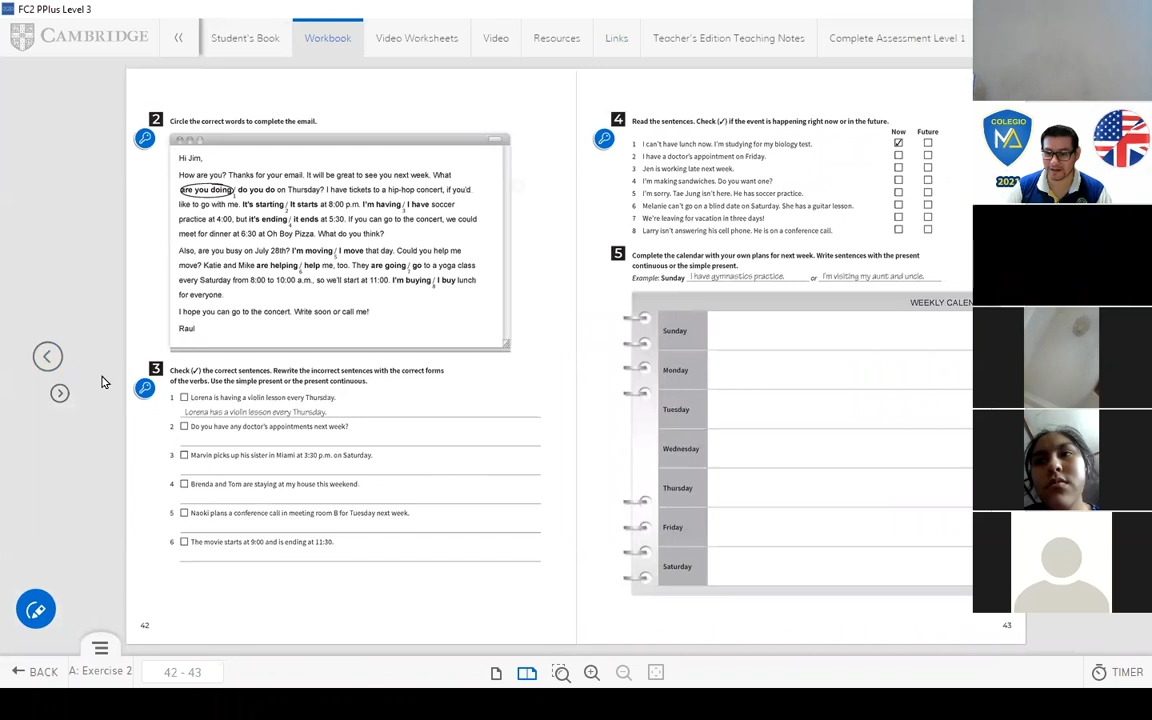 FC2 PPlus Level 3
CAMBRIDGE
Student's Book
Workbook
Video Worksheets
Video
Resources
Links
Teacher's Edition Teaching Notes
Complete Assessment Level 1
2 Circle the correct words to complete the email.
Hi Jim,
How are you? Thanks for your email. It will be great to see you next week. What
are you doing / do you do on Thursday? I have tickets to a hip-hop concert, if you'd
1
like to go with me. It's starting / It starts at 8:00 p.m. I'm having / I have soccer
2 3
practice at 4:00, but it's ending / it ends at 5:30. If you can go to the concert, we could
4
meet for dinner at 6:30 at Oh Boy Pizza. What do you think?
Also, are you busy on July 28th? I'm moving / I move that day. Could you help me
5
move? Katie and Mike are helping / help me, too. They are going / go to a yoga class
6 7
every Saturday from 8:00 to 10:00 a.m., so we'll start at 11:00. I'm buying / I buy lunch
8
for everyone.
I hope you can go to the concert. Write soon or call me!
Raul
3 Check (✓) the correct sentences. Rewrite the incorrect sentences with the correct forms
of the verbs. Use the simple present or the present continuous.
1 Lorena is having a violin lesson every Thursday.
Lorena has a violin lesson every Thursday.
2 Do you have any doctor's appointments next week?
3 Marvin picks up his sister in Miami at 3:30 p.m. on Saturday.
4 Brenda and Tom are staying at my house this weekend.
5 Naoki plans a conference call in meeting room B for Tuesday next week.
6 The movie starts at 9:00 and is ending at 11:30.
42
4 Read the sentences. Check (✓) if the event is happening right now or in the future.
Now Future
1 I can't have lunch now. I'm studying for my biology test. ✓
2 I have a doctor's appointment on Friday.
3 Jen is working late next week.
4 I'm making sandwiches. Do you want one?
5 I'm sorry. Tae Jung isn't here. He has soccer practice.
6 Melanie can't go on a blind date on Saturday. She has a guitar lesson.
7 We're leaving for vacation in three days!
8 Larry isn't answering his cell phone. He is on a conference call.
5 Complete the calendar with your own plans for next week. Write sentences with the present
continuous or the simple present.
Example: Sunday I have gymnastics practice. or I'm visiting my aunt and uncle.
WEEKLY CALEN
Sunday
Monday
Tuesday
Wednesday
Thursday
Friday
Saturday
43
COLEGIO
MA
BACK
A: Exercise 2
42 - 43
TIMER